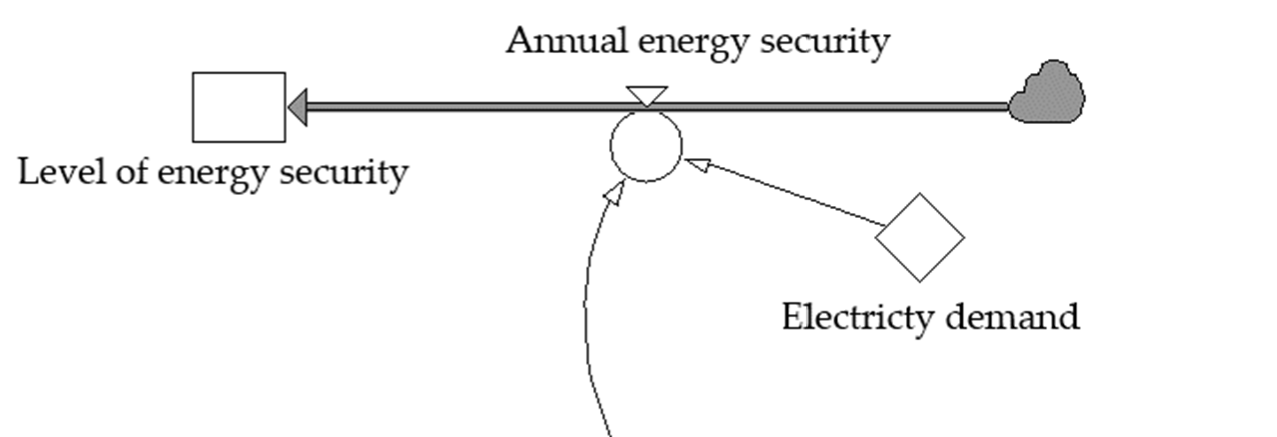 Annual energy security
Level of energy security
Electricty demand